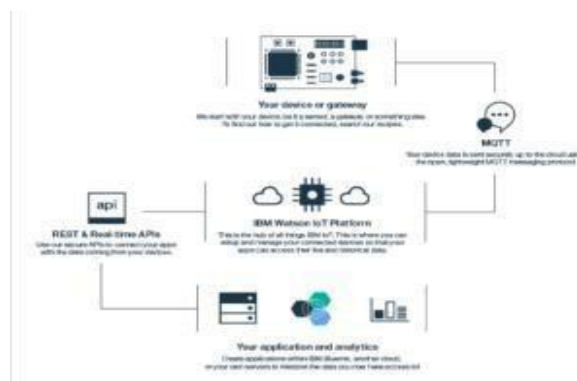 Your device or gateway
We start with your device, be it a sensor, a gateway, or something else.
To find out how to get it connected, search our recipes.
MQTT
Your device data is sent securely up to the cloud using
the open, lightweight MQTT messaging protocol.
api
REST & Real-time APIs
Use our secure APIs to connect your apps
with the data coming from your devices.
IBM Watson IoT Platform
This is the hub of all things IBM IoT. This is where you can
setup and manage your connected devices so that your
apps can access their live and historical data.
Your application and analytics
Create applications within IBM Bluemix, another cloud,
or your own servers to the data you now have access to!